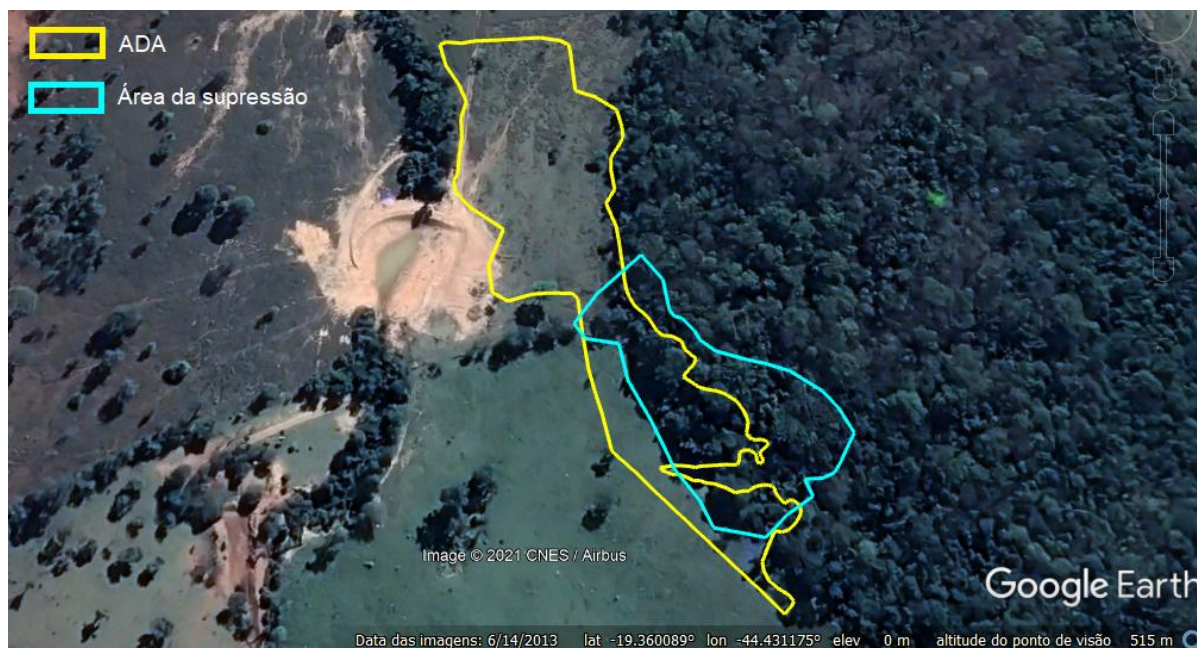 ADA
Área da supressão
Image © 2021 CNES / Airbus
Google Earth
Data das imagens: 6/14/2013 lat -19.360089° lon -44.431175° elev 0 m altitude do ponto de visão 515 m